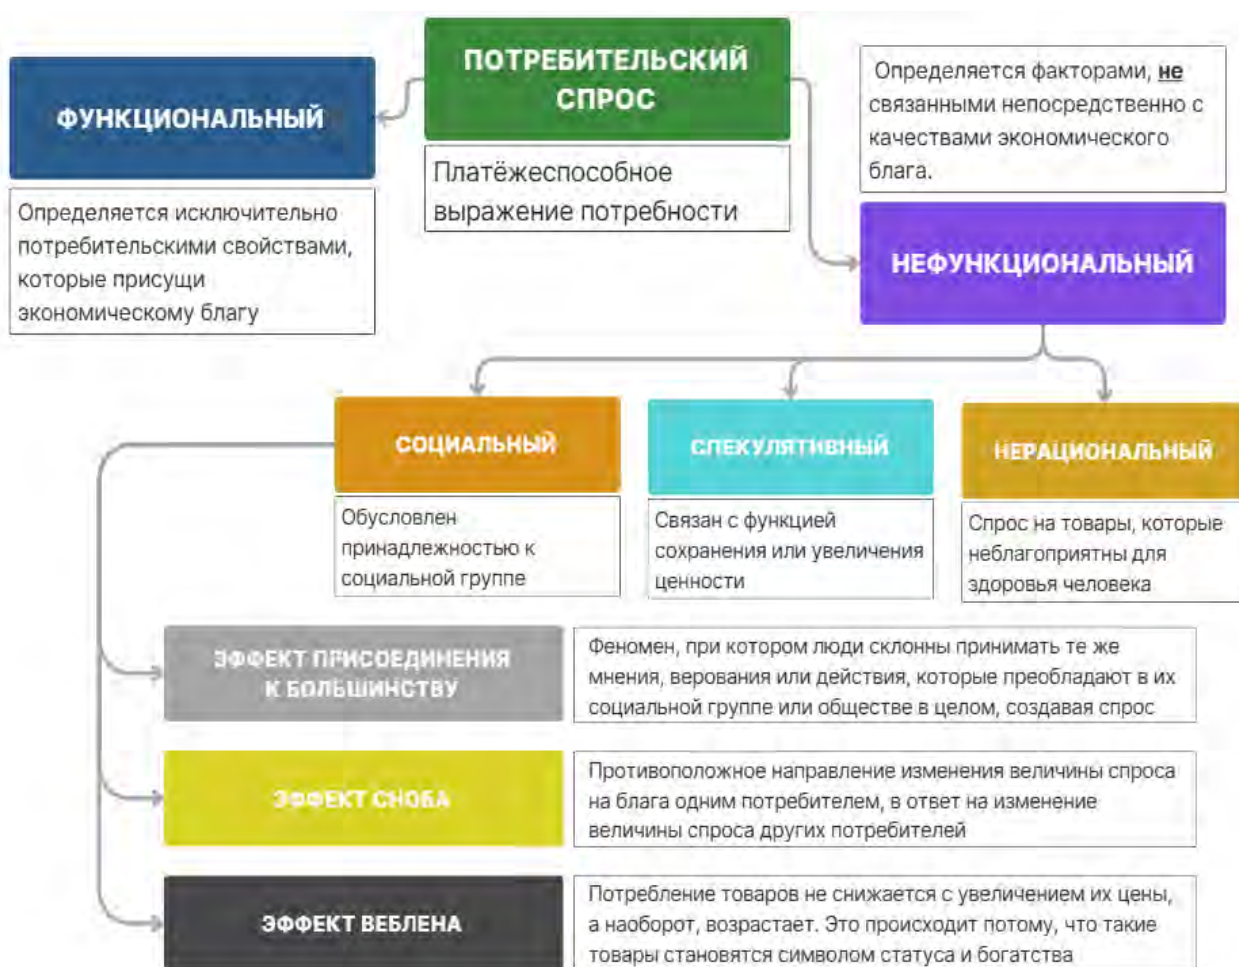 ПОТРЕБИТЕЛЬСКИЙ
СПРОС
Платёжеспособное
выражение потребности
ФУНКЦИОНАЛЬНЫЙ
Определяется исключительно
потребительскими свойствами,
которые присущи
экономическому благу
Определяется факторами, не
связанными непосредственно с
качествами экономического
блага.
НЕФУНКЦИОНАЛЬНЫЙ
СОЦИАЛЬНЫЙ
Обусловлен
принадлежностью к
социальной группе
СПЕКУЛЯТИВНЫЙ
Связан с функцией
сохранения или увеличения
ценности
НЕРАЦИОНАЛЬНЫЙ
Спрос на товары, которые
неблагоприятны для
здоровья человека
ЭФФЕКТ ПРИСОЕДИНЕНИЯ
К БОЛЬШИНСТВУ
Феномен, при котором люди склонны принимать те же
мнения, верования или действия, которые преобладают в их
социальной группе или обществе в целом, создавая спрос
ЭФФЕКТ СНОБА
Противоположное направление изменения величины спроса
на блага одним потребителем, в ответ на изменение
величины спроса других потребителей
ЭФФЕКТ ВЕБЛЕНА
Потребление товаров не снижается с увеличением их цены,
а наоборот, возрастает. Это происходит потому, что такие
товары становятся символом статуса и богатства